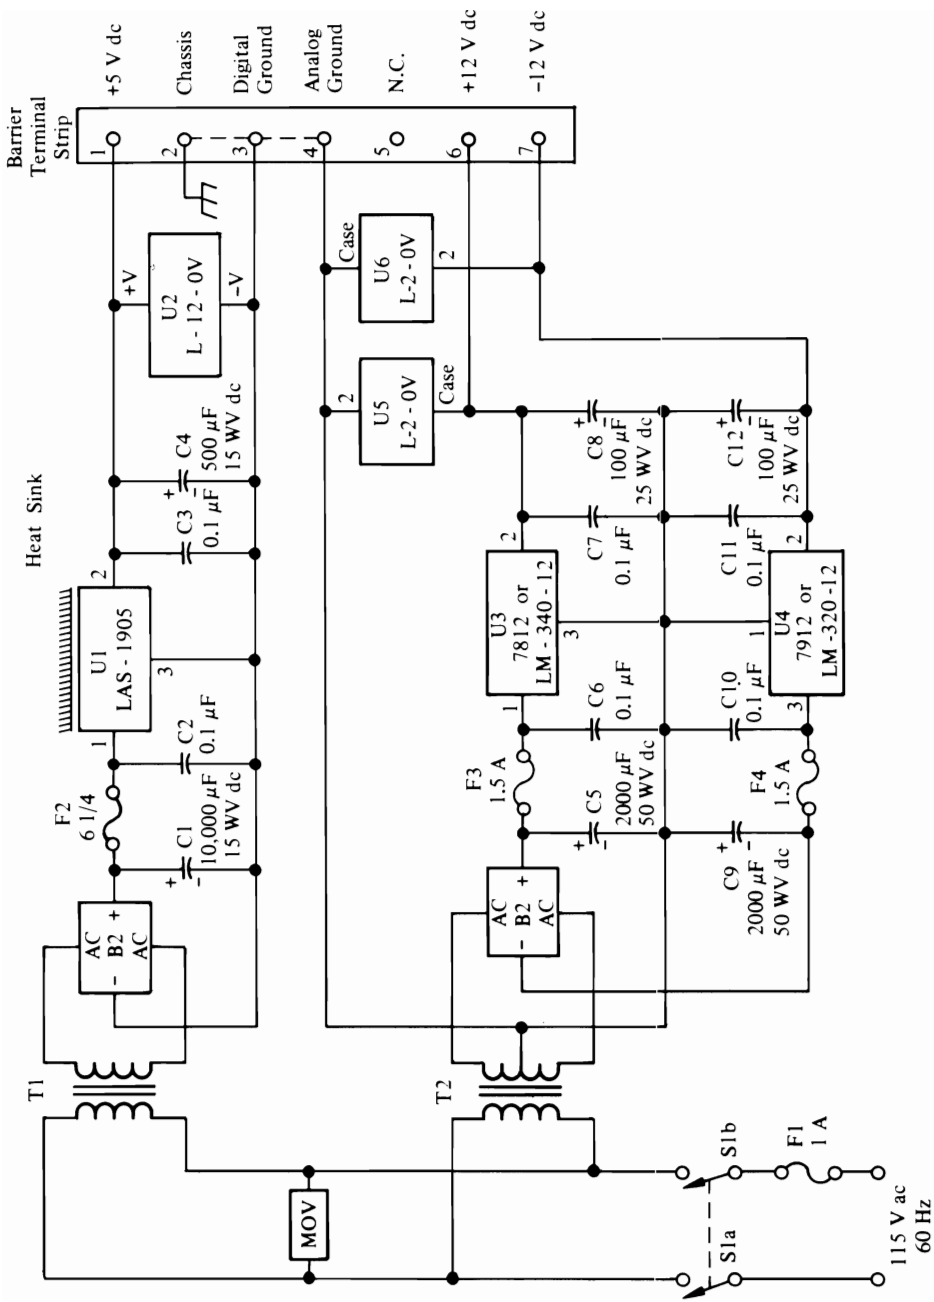 Barrier
Terminal
Strip
+5 V dc
Chassis
Digital
Ground
Analog
Ground
N.C.
+12 V dc
-12 V dc
1
2
3
4
5
6
7
Heat Sink
T1
AC
B2
AC
- +
F2
6 1/4
+
-
C1
10,000 µF
15 WV dc
C2
0.1 µF
1
U1
LAS - 1905
2
3
C3
0.1 µF
+
-
C4
500 µF
15 WV dc
+V
U2
L - 12 - 0V
-V
2
U5
L-2 - 0V
Case
Case
U6
L-2 - 0V
2
T2
AC
B2
AC
- +
F3
1.5 A
+
-
C5
2000 µF
50 WV dc
C6
0.1 µF
1
U3
7812 or
LM - 340 - 12
2
3
C7
0.1 µF
+
-
C8
100 µF
25 WV dc
+
-
C9
2000 µF
50 WV dc
F4
1.5 A
C10
0.1 µF
1
U4
7912 or
LM -320 -12
3
2
C11
0.1 µF
+
-
C12
100 µF
25 WV dc
MOV
S1a
S1b
F1
1 A
115 V ac
60 Hz